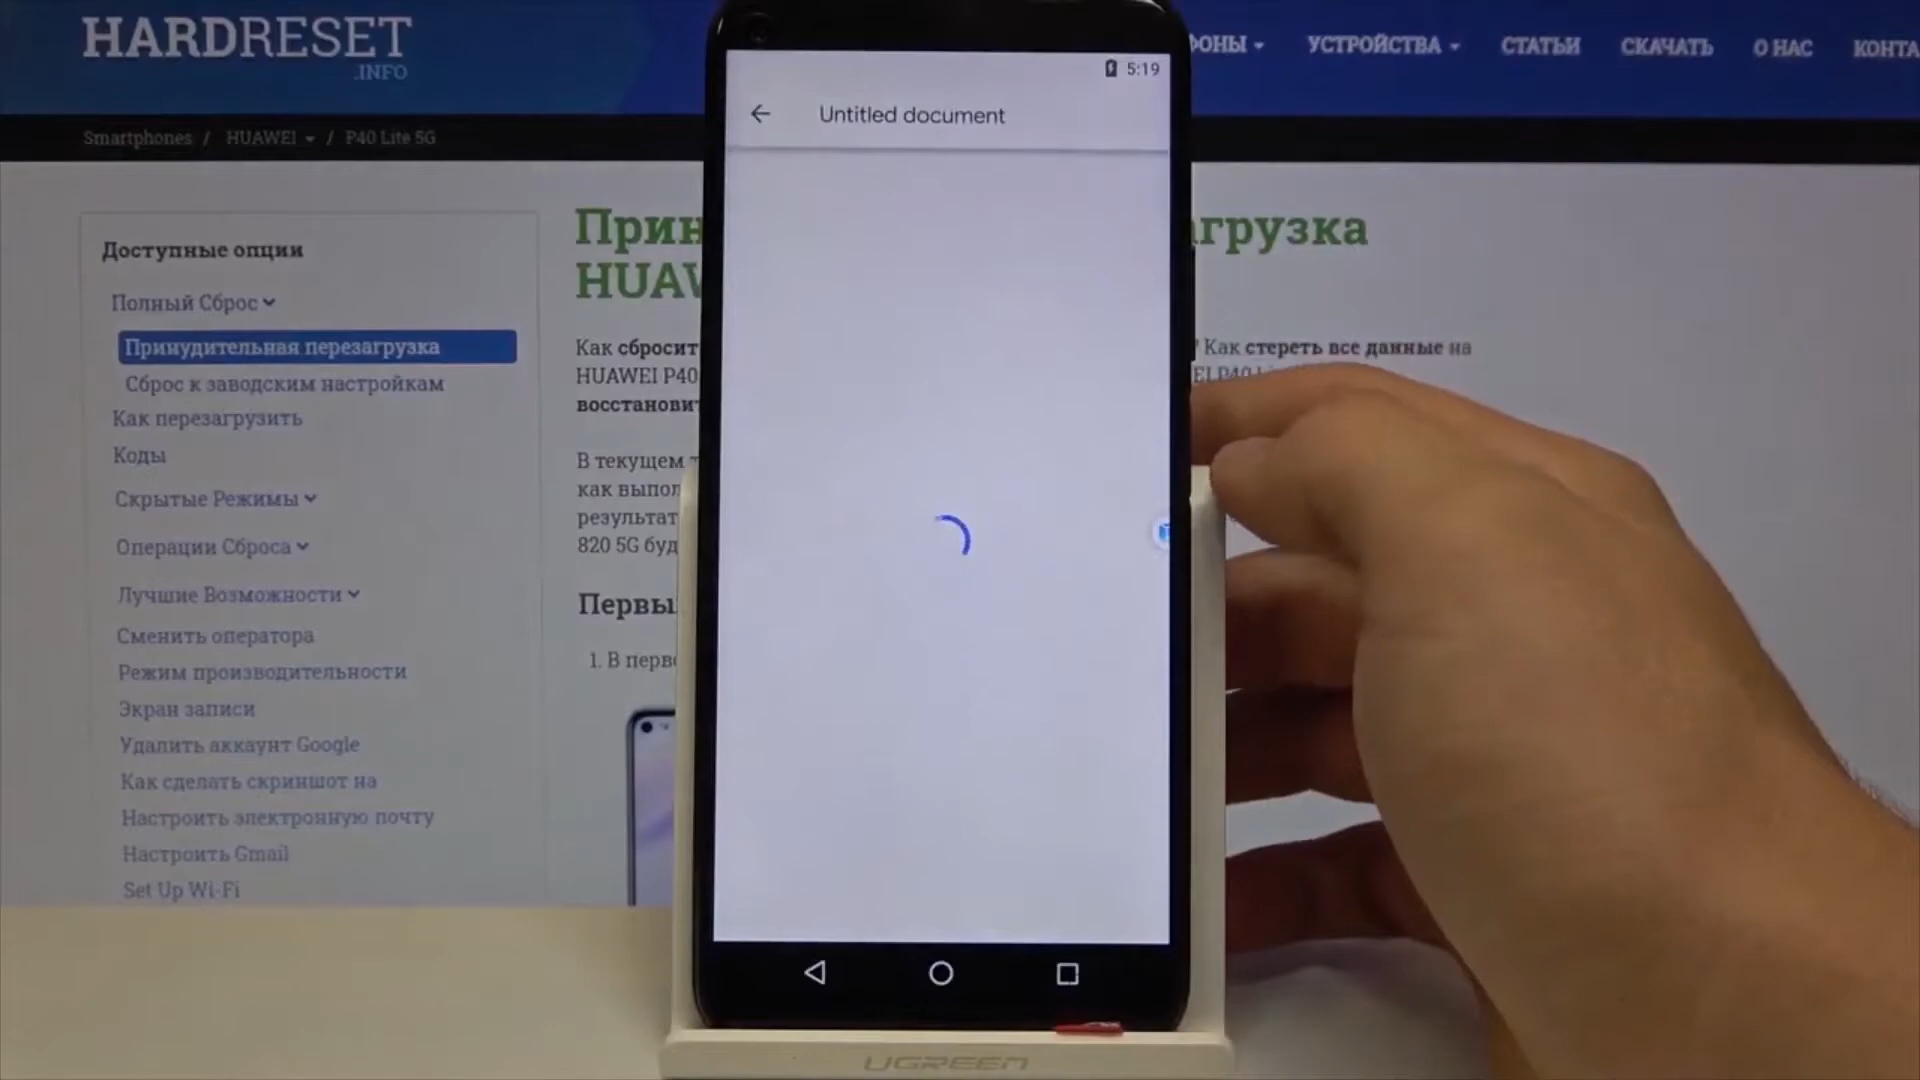 HARDRESET
.INFO
ФОНЫ УСТРОЙСТВА СТАТЬИ СКАЧАТЬ О НАС КОНТА
Smartphones / HUAWEI / P40 Lite 5G
Доступные опции
Полный Сброс
Принудительная перезагрузка
Сброс к заводским настройкам
Как перезагрузить
Коды
Скрытые Режимы
Операции Сброса
Лучшие Возможности
Сменить оператора
Режим производительности
Экран записи
Удалить аккаунт Google
Как сделать скриншот на
Настроить электронную почту
Настроить Gmail
Set Up Wi-Fi
Прин
агрузка
HUAW
Как сбросит
? Как стереть все данные на
HUAWEI P40
восстановит
В текущем
как выпол
результат
820 5G буд
Первы
1. В перв
5:19
Untitled document
UGREEN